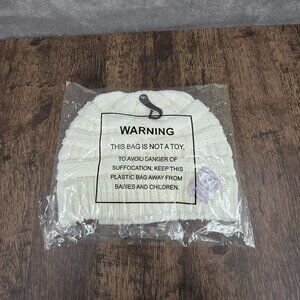 WARNING
THIS BAG IS NOT A TOY,
TO AVOID DANGER OF
SUFFOCATION, KEEP THIS
PLASTIC BAG AWAY FROM
BABIES AND CHILDREN.